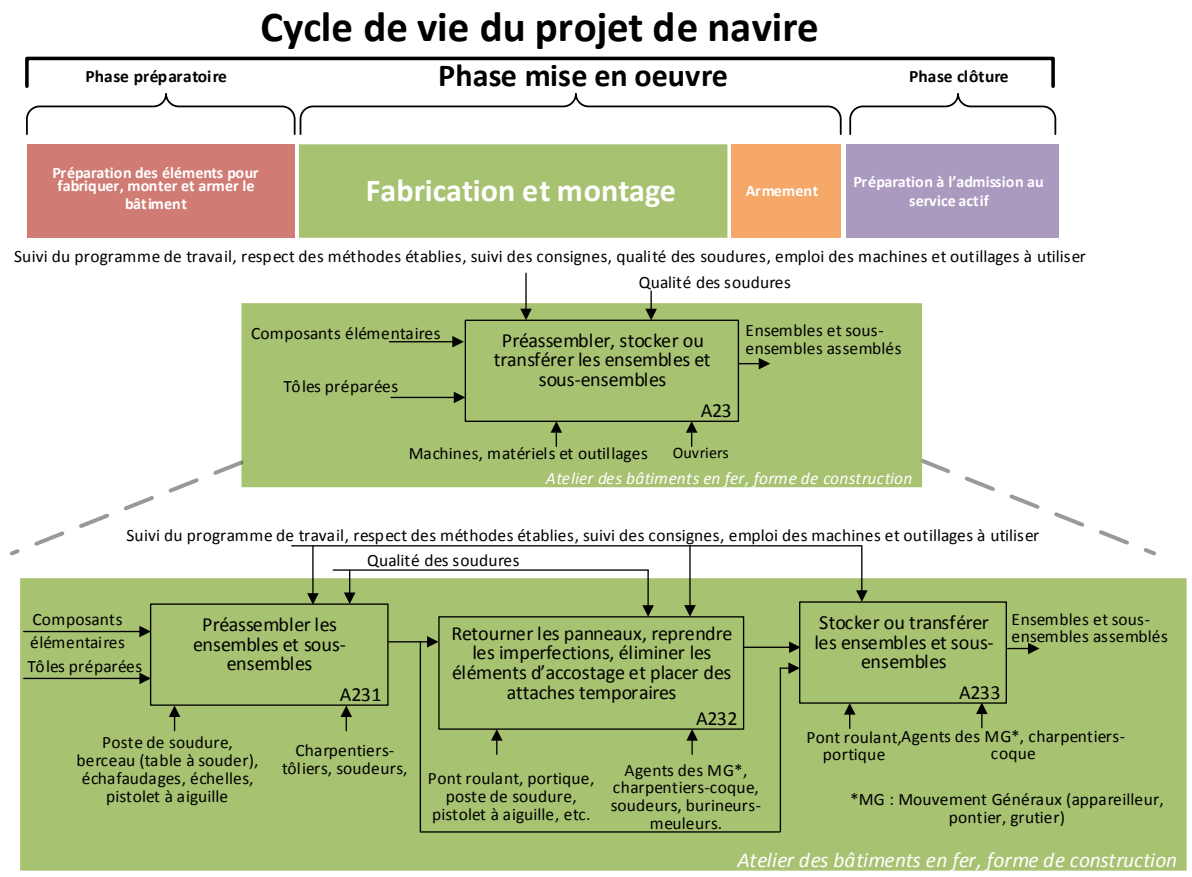 Cycle de vie du projet de navire
Phase préparatoire
Phase mise en oeuvre
Phase clôture
Préparation des éléments pour
fabriquer, monter et armer le
bâtiment
Fabrication et montage
Armement
Préparation à l'admission au
service actif
Suivi du programme de travail, respect des méthodes établies, suivi des consignes, qualité des soudures, emploi des machines et outillages à utiliser
Qualité des soudures
Composants élémentaires
Tôles préparées
Préassembler, stocker ou
transférer les ensembles et
sous-ensembles
A23
Ensembles et sous-
ensembles assemblés
Machines, matériels et outillages
Ouvriers
Atelier des bâtiments en fer, forme de construction
Suivi du programme de travail, respect des méthodes établies, suivi des consignes, emploi des machines et outillages à utiliser
Qualité des soudures
Composants
élémentaires
Tôles préparées
Préassembler les
ensembles et sous-
ensembles
A231
Retourner les panneaux, reprendre
les imperfections, éliminer les
éléments d'accostage et placer des
attaches temporaires
A232
Stocker ou transférer
les ensembles et sous-
ensembles
A233
Ensembles et sous-
ensembles assemblés
Poste de soudure,
berceau (table à souder),
échafaudages, échelles,
pistolet à aiguille
Charpentiers-
tôliers, soudeurs,
Pont roulant, portique,
poste de soudure,
pistolet à aiguille, etc.
Agents des MG*,
charpentiers-coque,
soudeurs, burineurs-
meuleurs.
Pont roulant,
portique
Agents des MG*, charpentiers-
coque
*MG : Mouvement Généraux (appareilleur,
pontier, grutier)
Atelier des bâtiments en fer, forme de construction